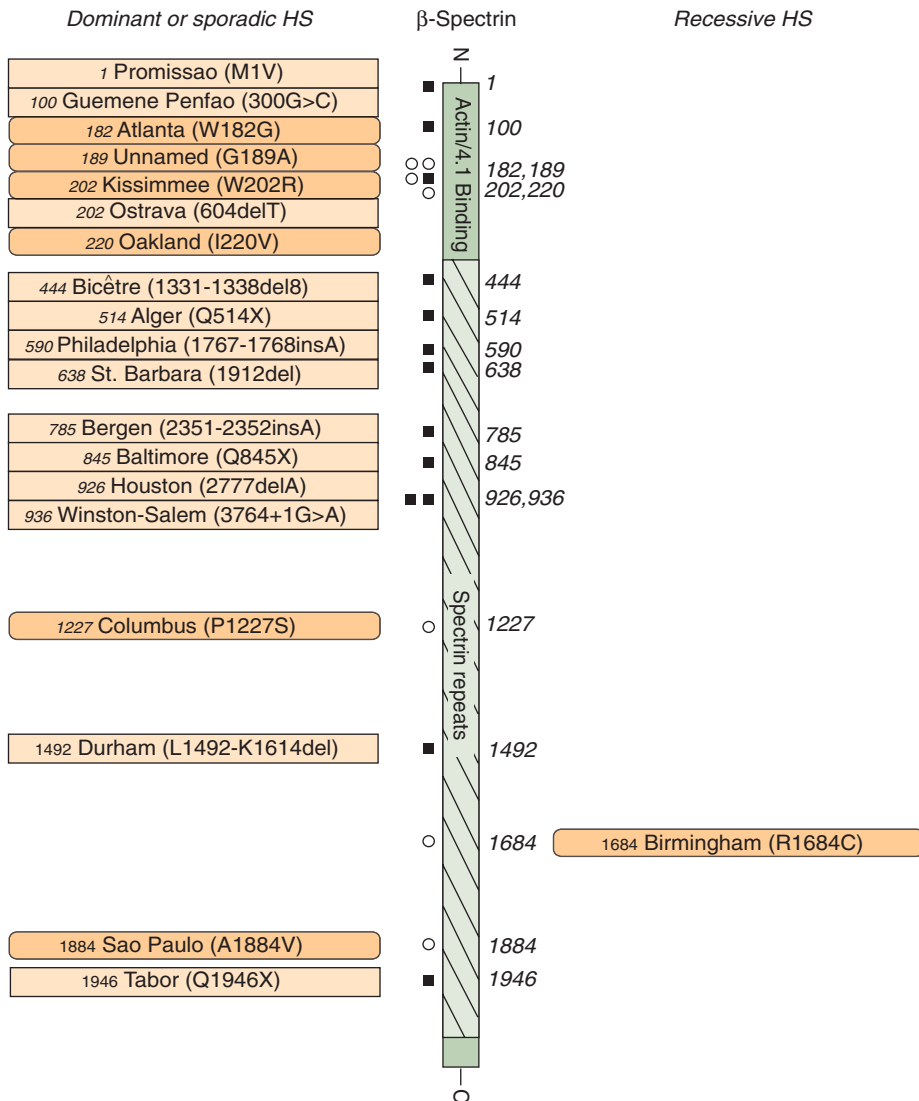 Dominant or sporadic HS
β-Spectrin
Recessive HS
N
1 Promissao (M1V)
1
100 Guemene Penfao (300G>C)
100
182 Atlanta (W182G)
189 Unnamed (G189A)
182,189
202 Kissimmee (W202R)
202,220
202 Ostrava (604delT)
220 Oakland (I220V)
Actin/4.1 Binding
444 Bicêtre (1331-1338del8)
444
514 Alger (Q514X)
514
590 Philadelphia (1767-1768insA)
590
638 St. Barbara (1912del)
638
785 Bergen (2351-2352insA)
785
845 Baltimore (Q845X)
845
926 Houston (2777delA)
926,936
936 Winston-Salem (3764+1G>A)
Spectrin repeats
1227 Columbus (P1227S)
1227
1492 Durham (L1492-K1614del)
1492
1684
1684 Birmingham (R1684C)
1884 Sao Paulo (A1884V)
1884
1946 Tabor (Q1946X)
1946
C